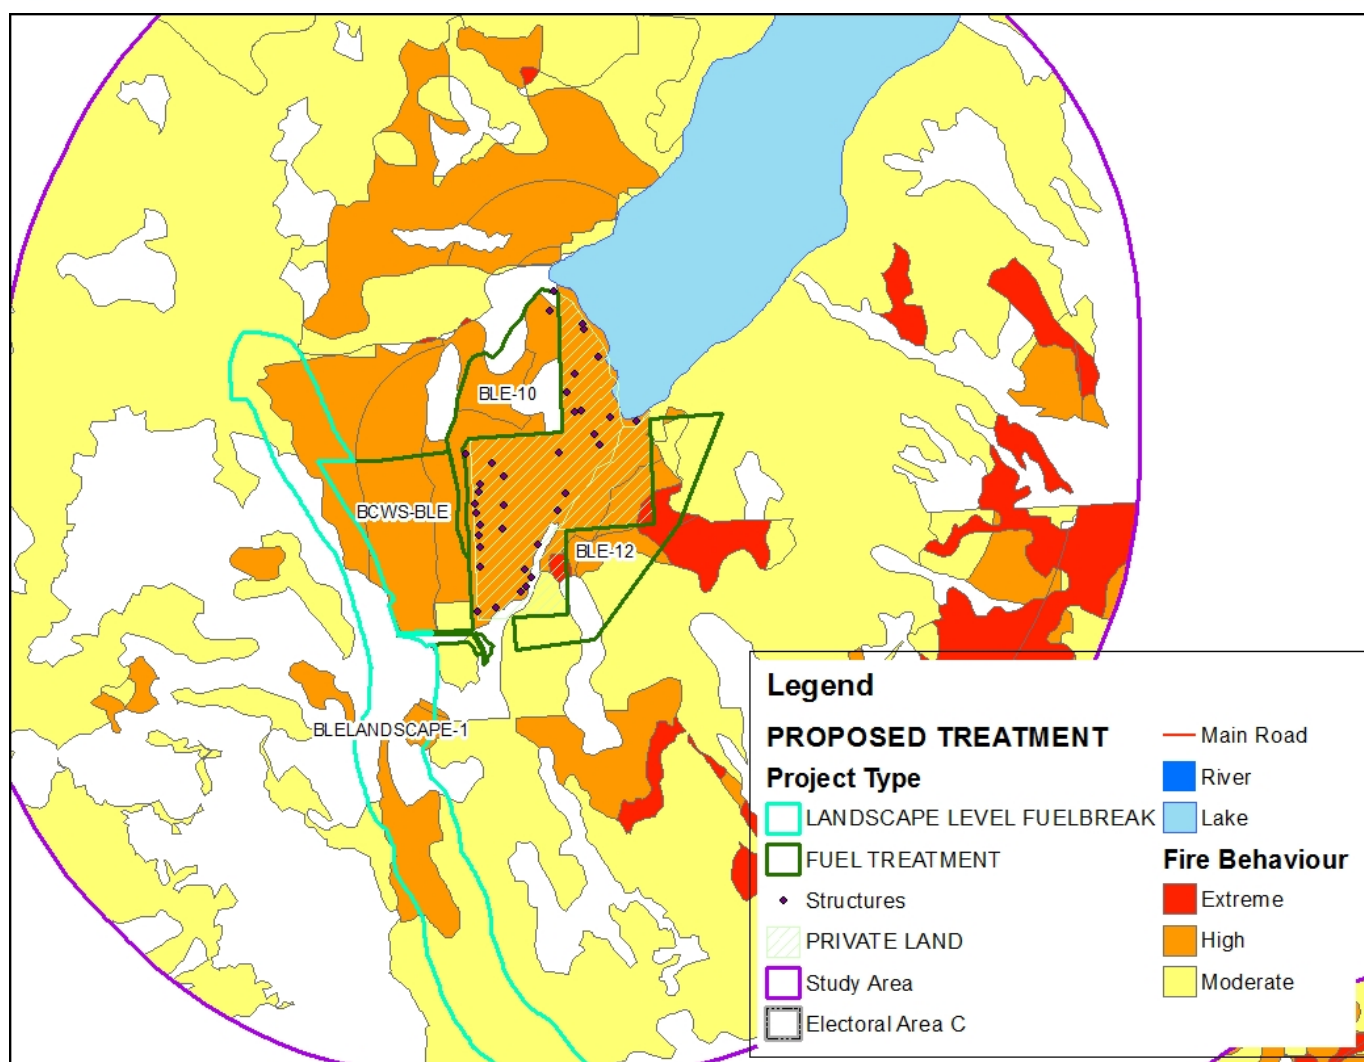 BLE-10
BCWS-BLE
BLE-12
BLELANDSCAPE-1
Legend
PROPOSED TREATMENT
Project Type
LANDSCAPE LEVEL FUELBREAK
FUEL TREATMENT
Structures
PRIVATE LAND
Study Area
Electoral Area C
Main Road
River
Lake
Fire Behaviour
Extreme
High
Moderate